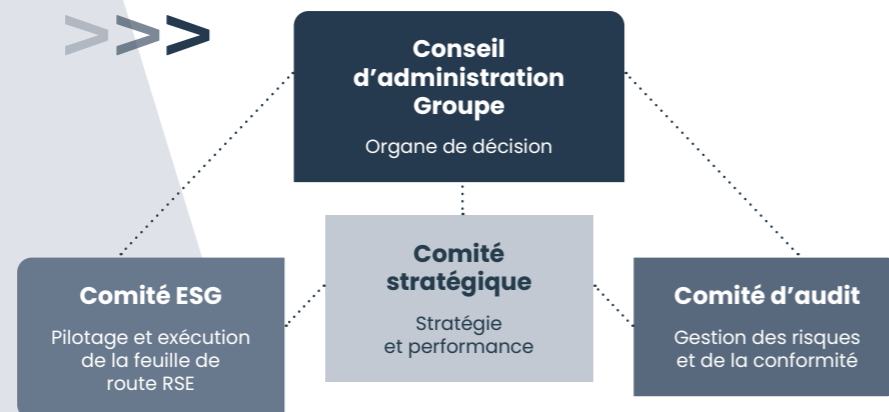 >>>
Conseil
d’administration
Groupe
Organe de décision
Comité
stratégique
Stratégie
et performance
Comité ESG
Pilotage et exécution
de la feuille de
route RSE
Comité d’audit
Gestion des risques
et de la conformité